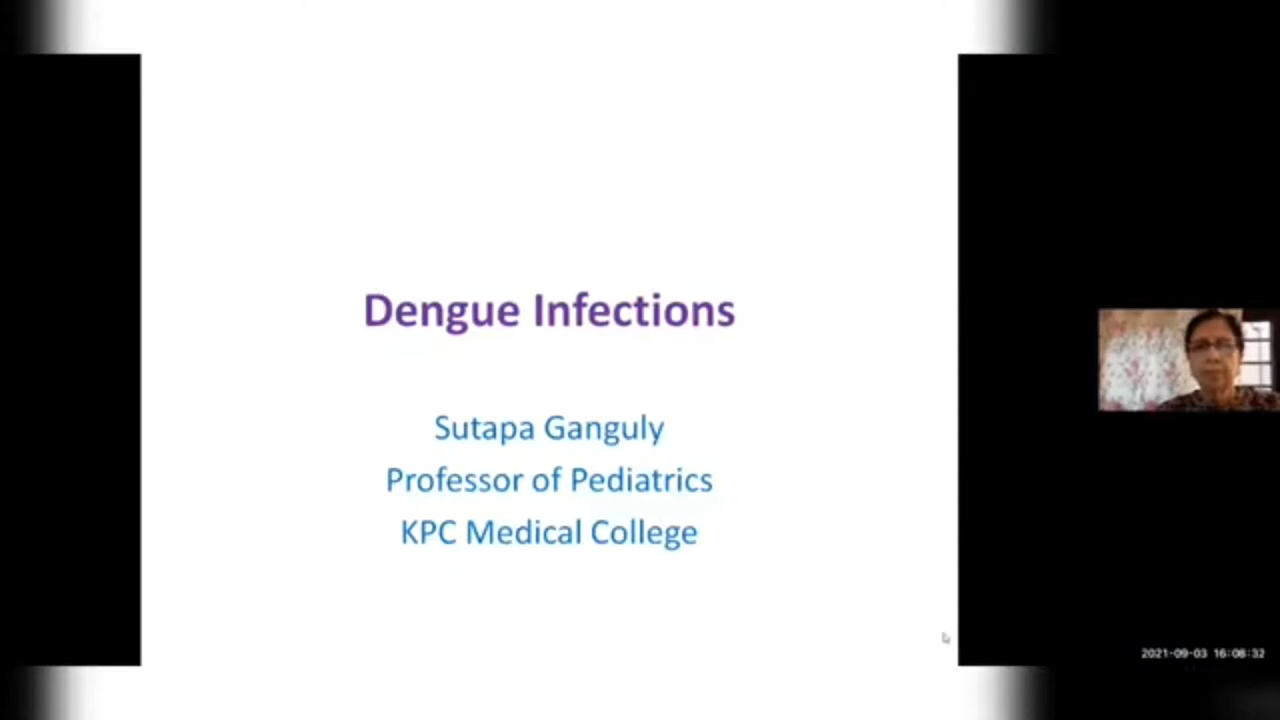 Dengue Infections
Sutapa Ganguly
Professor of Pediatrics
KPC Medical College
2021-09-03 16:08:32